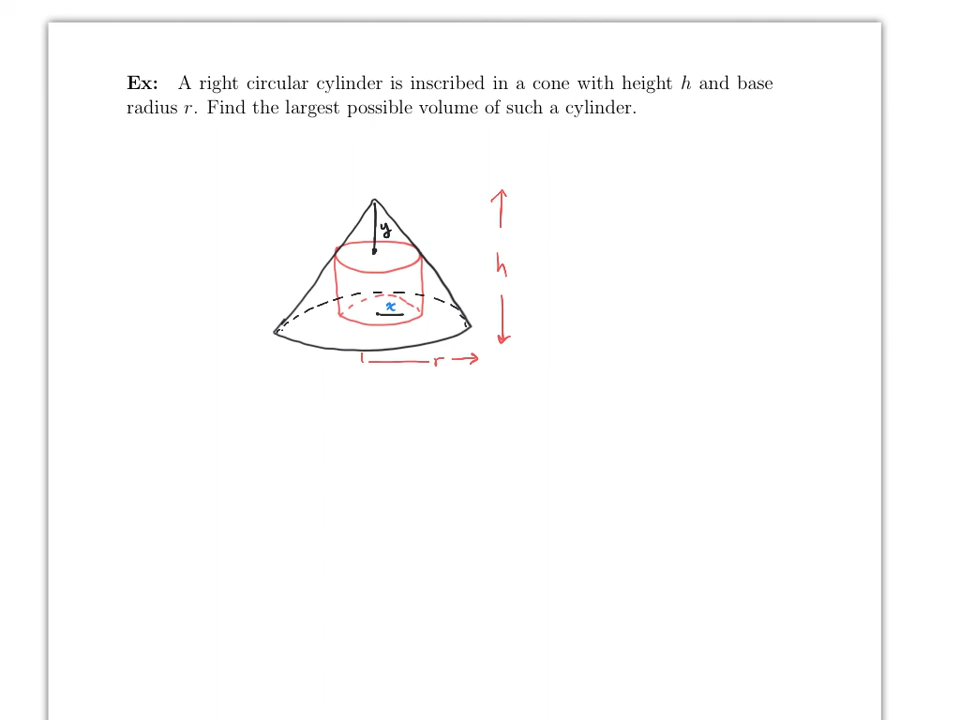 Ex: A right circular cylinder is inscribed in a cone with height h and base
radius r. Find the largest possible volume of such a cylinder.
y
h
x
r